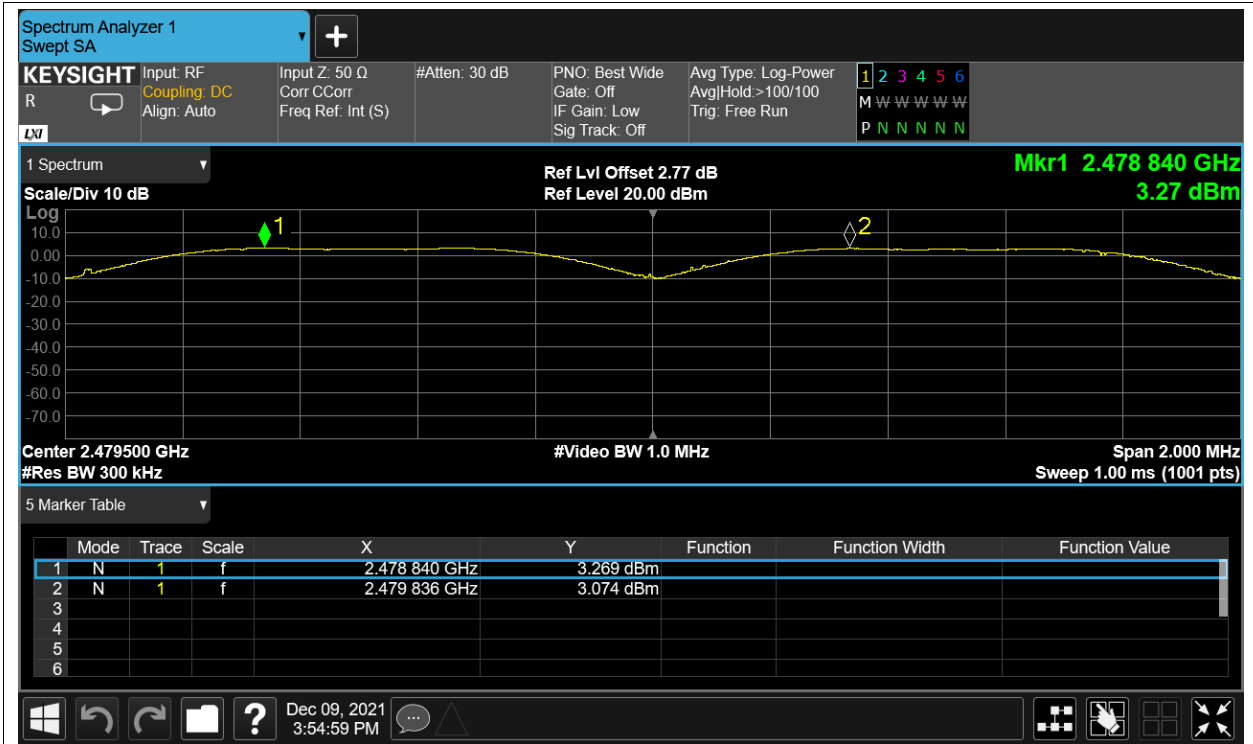 Spectrum Analyzer 1
Swept SA
KEYSIGHT
R
LXI
Input: RF
Coupling: DC
Align: Auto
Input Z: 50 Ω
Corr CCorr
Freq Ref: Int (S)
#Atten: 30 dB
PNO: Best Wide
Gate: Off
IF Gain: Low
Sig Track: Off
Avg Type: Log-Power
Avg|Hold:>100/100
Trig: Free Run
1 2 3 4 5 6
M W W W W W
P N N N N N
1 Spectrum
Scale/Div 10 dB
Ref Lvl Offset 2.77 dB
Ref Level 20.00 dBm
Mkr1 2.478 840 GHz
3.27 dBm
Log
10.0
0.00
-10.0
-20.0
-30.0
-40.0
-50.0
-60.0
-70.0
1
2
Center 2.479500 GHz
#Res BW 300 kHz
#Video BW 1.0 MHz
Span 2.000 MHz
Sweep 1.00 ms (1001 pts)
5 Marker Table
Mode Trace Scale X Y Function Function Width Function Value
1 N 1 f 2.478 840 GHz 3.269 dBm
2 N 1 f 2.479 836 GHz 3.074 dBm
3
4
5
6
?
Dec 09, 2021
3:54:59 PM